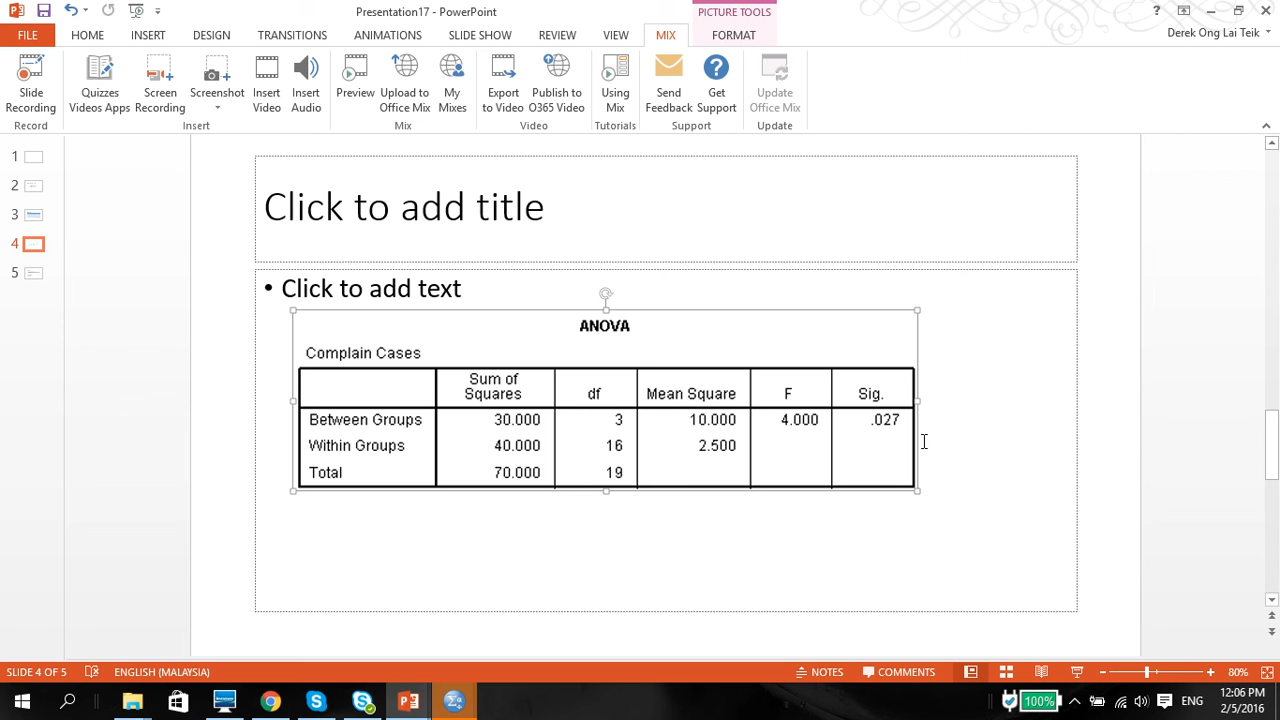 Presentation17 - PowerPoint
PICTURE TOOLS
?
FILE HOME INSERT DESIGN TRANSITIONS ANIMATIONS SLIDE SHOW REVIEW VIEW MIX FORMAT
Derek Ong Lai Teik
Slide Recording
Quizzes Videos Apps
Screen Recording
Screenshot
Insert Video
Insert Audio
Preview
Upload to Office Mix
My Mixes
Export to Video
Publish to O365 Video
Using Mix
Send Feedback
Get Support
Update Office Mix
Record Insert Mix Video Tutorials Support Update
1
2
3
4
5
Click to add title
• Click to add text
ANOVA
Complain Cases
Sum of Squares df Mean Square F Sig.
Between Groups 30.000 3 10.000 4.000 .027
Within Groups 40.000 16 2.500
Total 70.000 19
SLIDE 4 OF 5 ENGLISH (MALAYSIA) NOTES COMMENTS 80%
100% ENG 12:06 PM
2/5/2016